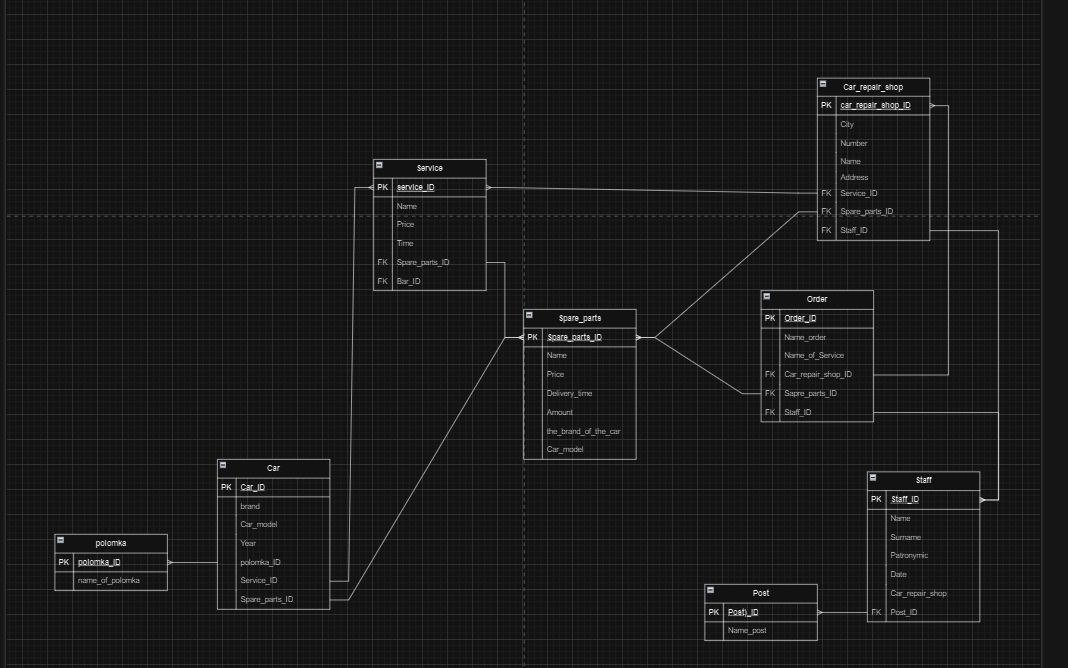 Car_repair_shop
PK car_repair_shop_ID
City
Number
Name
Address
FK Service_ID
FK Spare_parts_ID
FK Staff_ID
Service
PK service_ID
Name
Price
Time
FK Spare_parts_ID
FK Bar_ID
Order
PK Order_ID
Name_order
Name_of_Service
FK Car_repair_shop_ID
FK Sapre_parts_ID
FK Staff_ID
Spare_parts
PK Spare_parts_ID
Name
Price
Delivery_time
Amount
the_brand_of_the_car
Car_model
Car
PK Car_ID
brand
Car_model
Year
polomka_ID
Service_ID
Spare_parts_ID
Staff
PK Staff_ID
Name
Surname
Patronymic
Date
Car_repair_shop
FK Post_ID
polomka
PK polomka_ID
name_of_polomka
Post
PK Post)_ID
Name_post